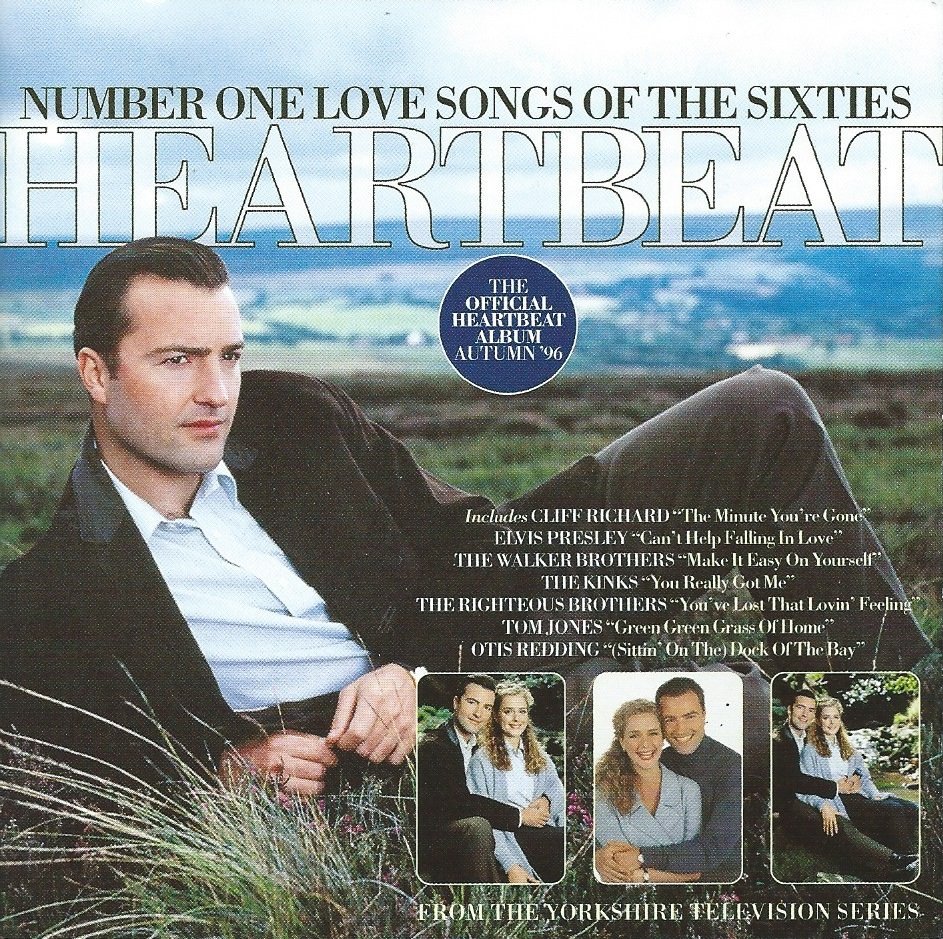 NUMBER ONE LOVE SONGS OF THE SIXTIES
HEARTBEAT
THE
OFFICIAL
HEARTBEAT
ALBUM
AUTUMN '96
Includes CLIFF RICHARD “The Minute You're Gone”
ELVIS PRESLEY “Can't Help Falling In Love”
THE WALKER BROTHERS “Make It Easy On Yourself”
THE KINKS “You Really Got Me”
THE RIGHTEOUS BROTHERS “You've Lost That Lovin' Feeling”
TOM JONES “Green Green Grass Of Home”
OTIS REDDING “(Sittin' On The) Dock Of The Bay”
FROM THE YORKSHIRE TELEVISION SERIES